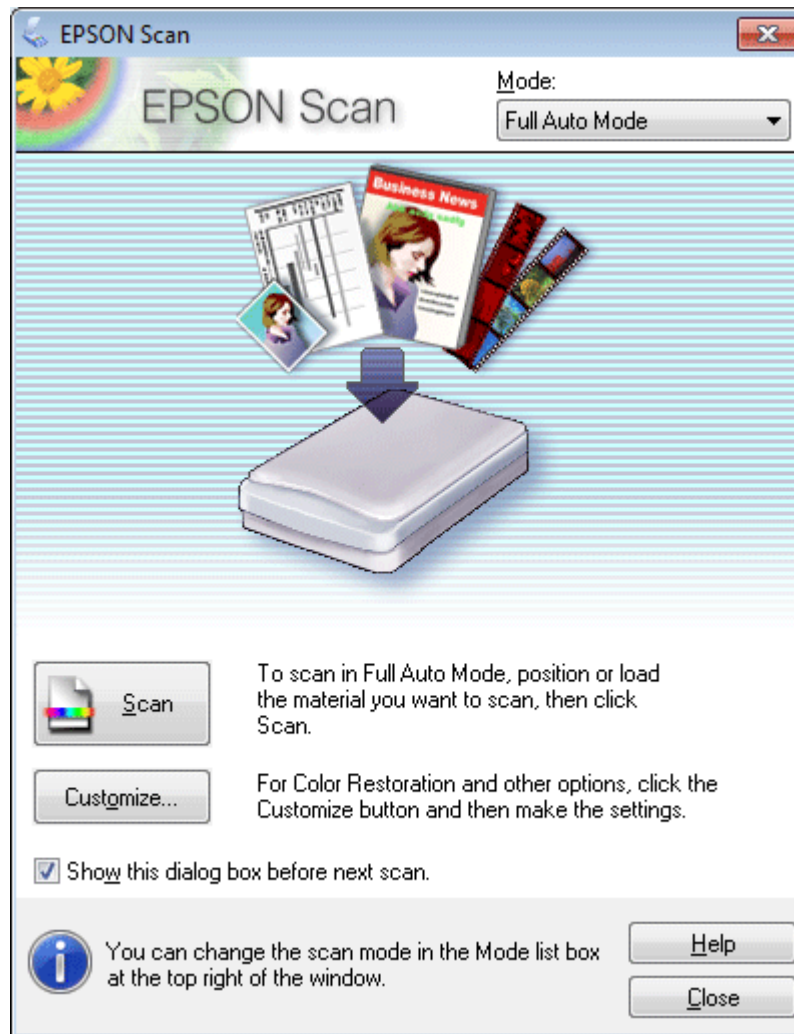 EPSON Scan
EPSON Scan
Mode:
Full Auto Mode
Business News
Scan
To scan in Full Auto Mode, position or load
the material you want to scan, then click
Scan.
Customize...
For Color Restoration and other options, click the
Customize button and then make the settings.
Show this dialog box before next scan.
You can change the scan mode in the Mode list box
at the top right of the window.
Help
Close